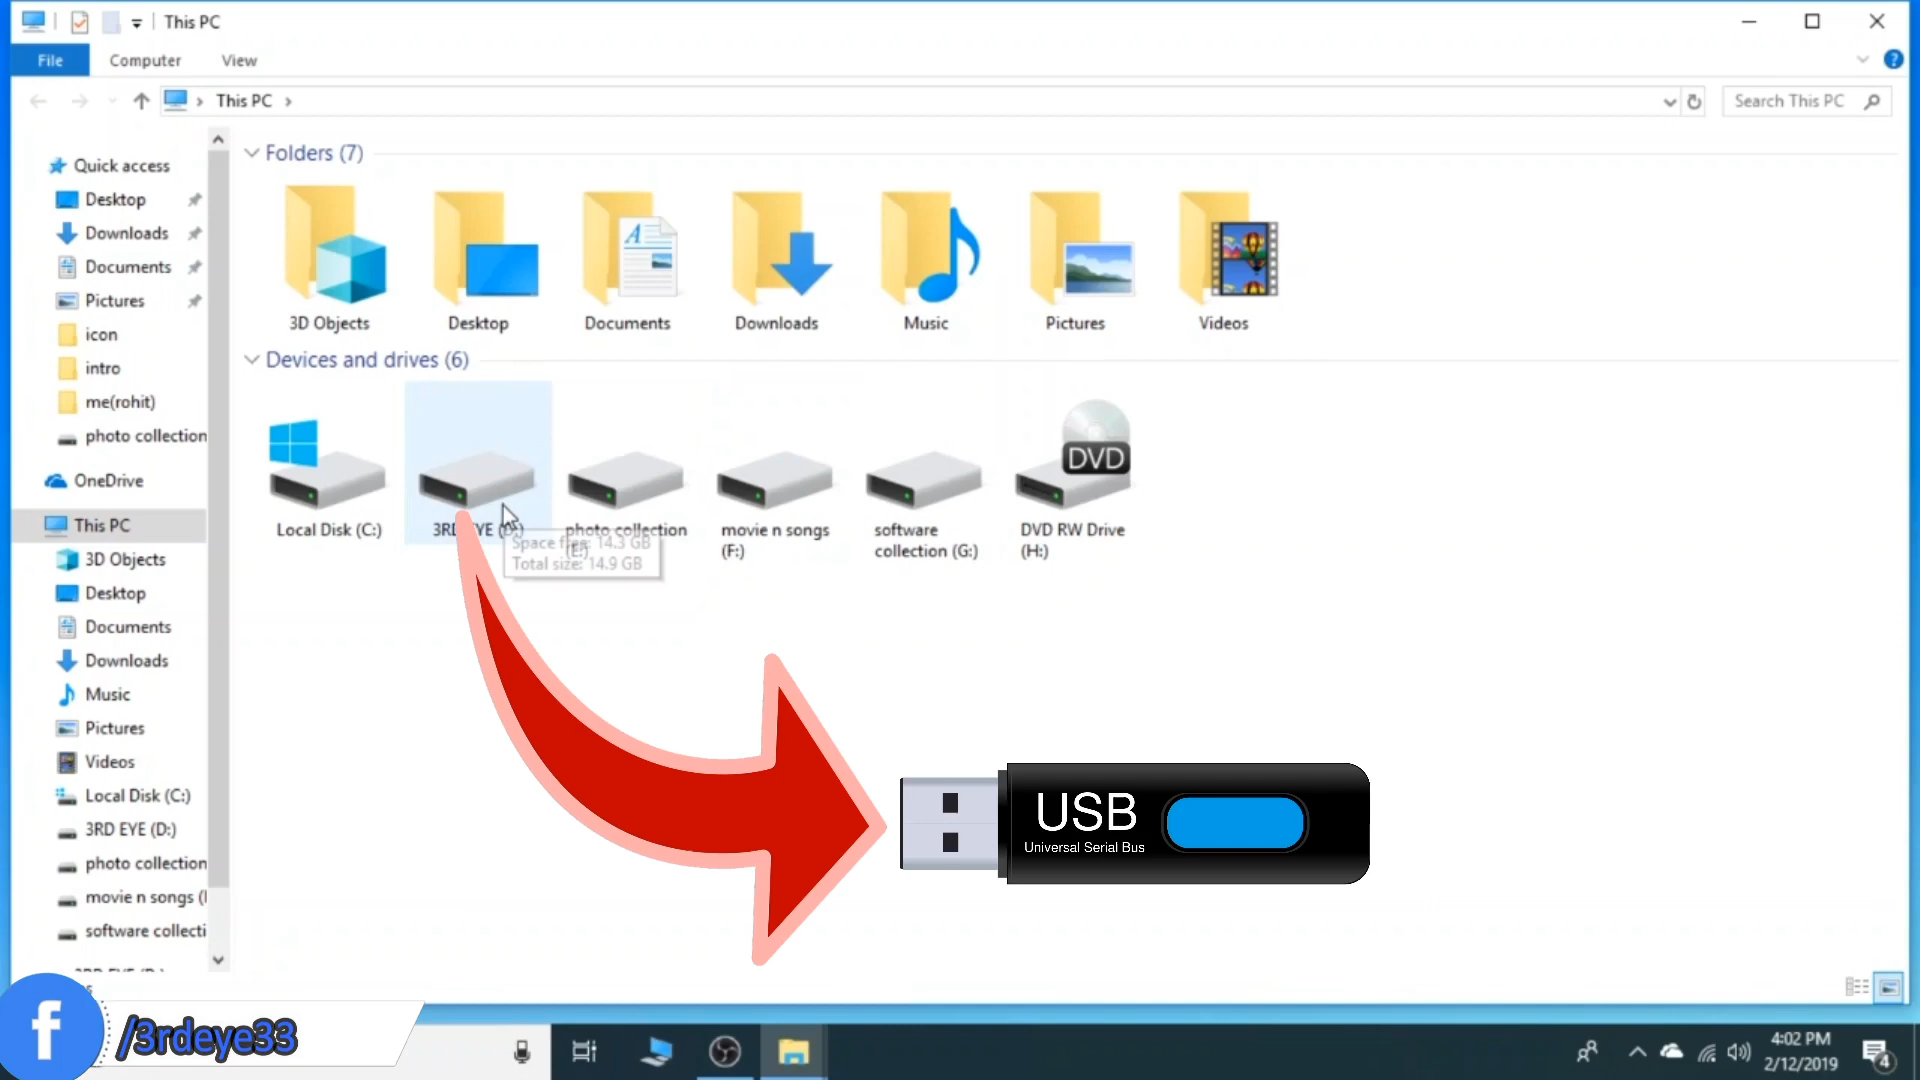 This PC
File
Computer
View
This PC
Search This PC
Quick access
Desktop
Downloads
Documents
Pictures
icon
intro
me(rohit)
photo collection
OneDrive
This PC
3D Objects
Desktop
Documents
Downloads
Music
Pictures
Videos
Local Disk (C:)
3RD EYE (D:)
photo collection
movie n songs (
software collecti
Folders (7)
3D Objects
Desktop
Documents
Downloads
Music
Pictures
Videos
Devices and drives (6)
DVD
Local Disk (C:)
3RD EYE (D:)
photo collection
(E:)
movie n songs
(F:)
software
collection (G:)
DVD RW Drive
(H:)
Space free: 14.3 GB
Total size: 14.9 GB
USB
Universal Serial Bus
f
/3rdeye33
4:02 PM
2/12/2019
4